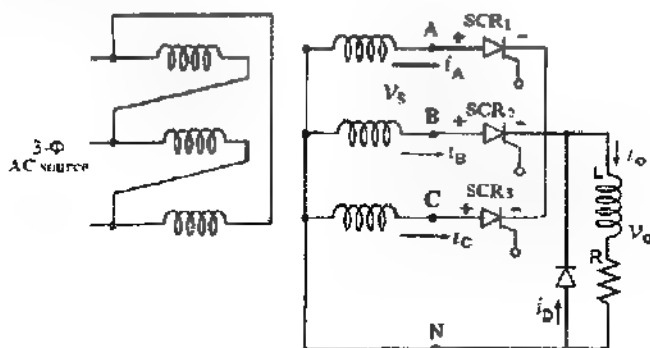 A
+
SCR1
-
iA
Vs
3-Φ
AC source
B
+
SCR2
-
iB
C
+
SCR3
-
iC
io
L
R
vo
iD
N